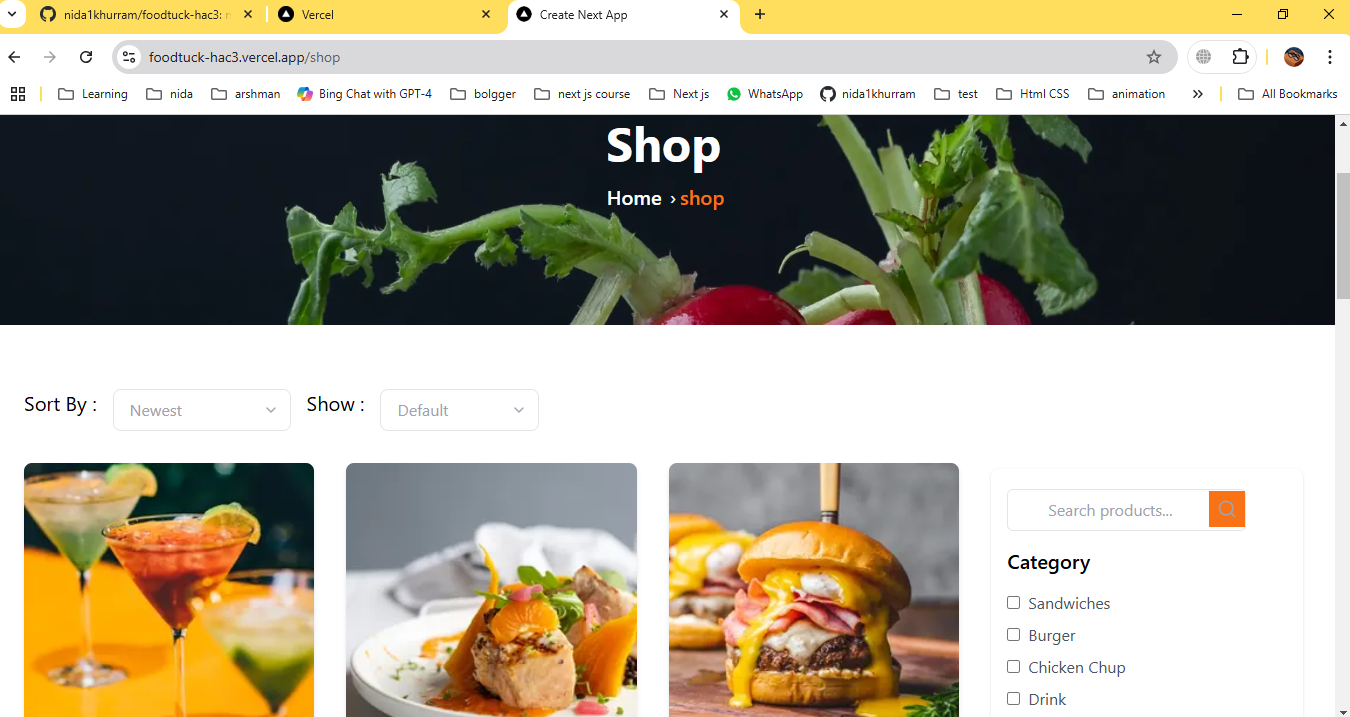 nida1khurram/foodtuck-hac3: n
Vercel
Create Next App
foodtuck-hac3.vercel.app/shop
Learning
nida
arshman
Bing Chat with GPT-4
bolgger
next js course
Next js
WhatsApp
nida1khurram
test
Html CSS
animation
All Bookmarks
Shop
Home › shop
Sort By : Newest Show : Default
Search products...
Category
Sandwiches
Burger
Chicken Chup
Drink